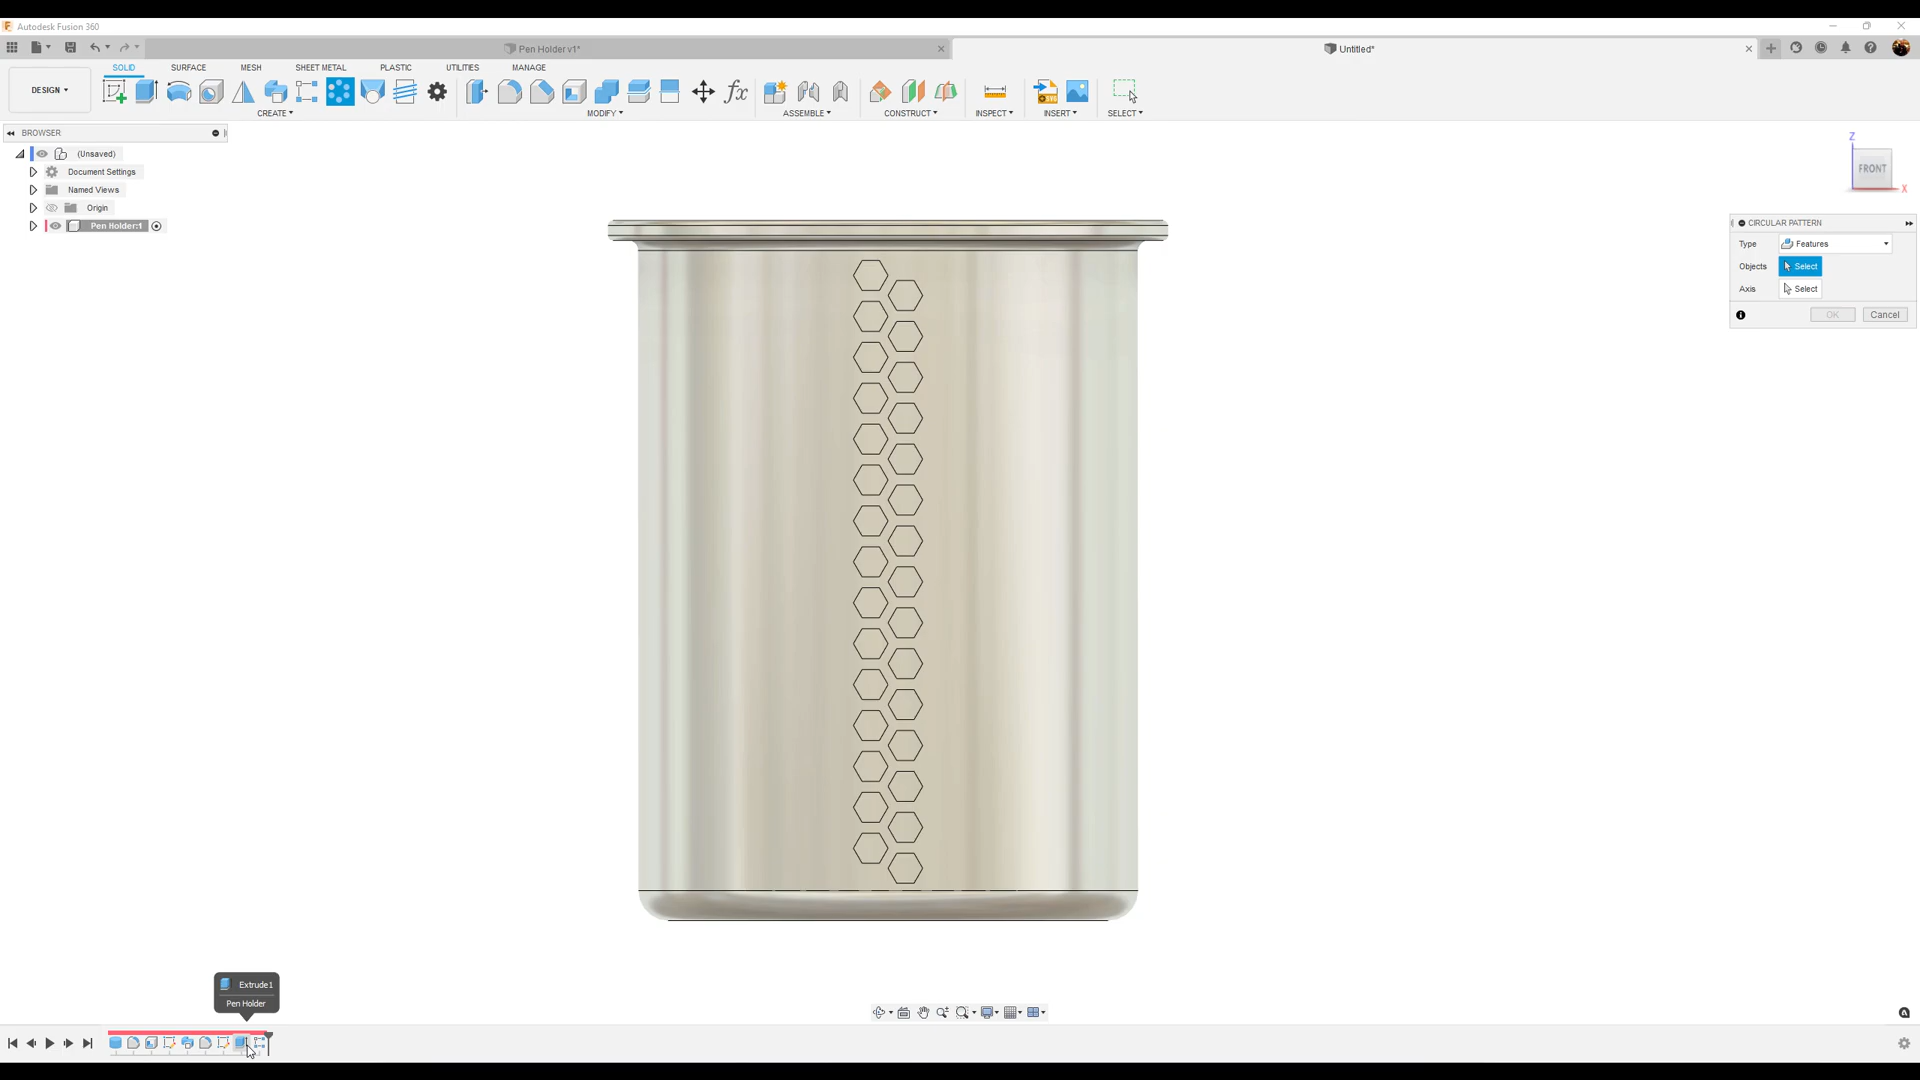 Autodesk Fusion 360
Pen Holder v1*
Untitled*
SOLID SURFACE MESH SHEET METAL PLASTIC UTILITIES MANAGE
DESIGN
CREATE MODIFY ASSEMBLE CONSTRUCT INSPECT INSERT SELECT
fx
BROWSER
(Unsaved)
Document Settings
Named Views
Origin
Pen Holder:1
Z
FRONT
X
CIRCULAR PATTERN
Type Features
Objects Select
Axis Select
OK Cancel
Extrude1
Pen Holder